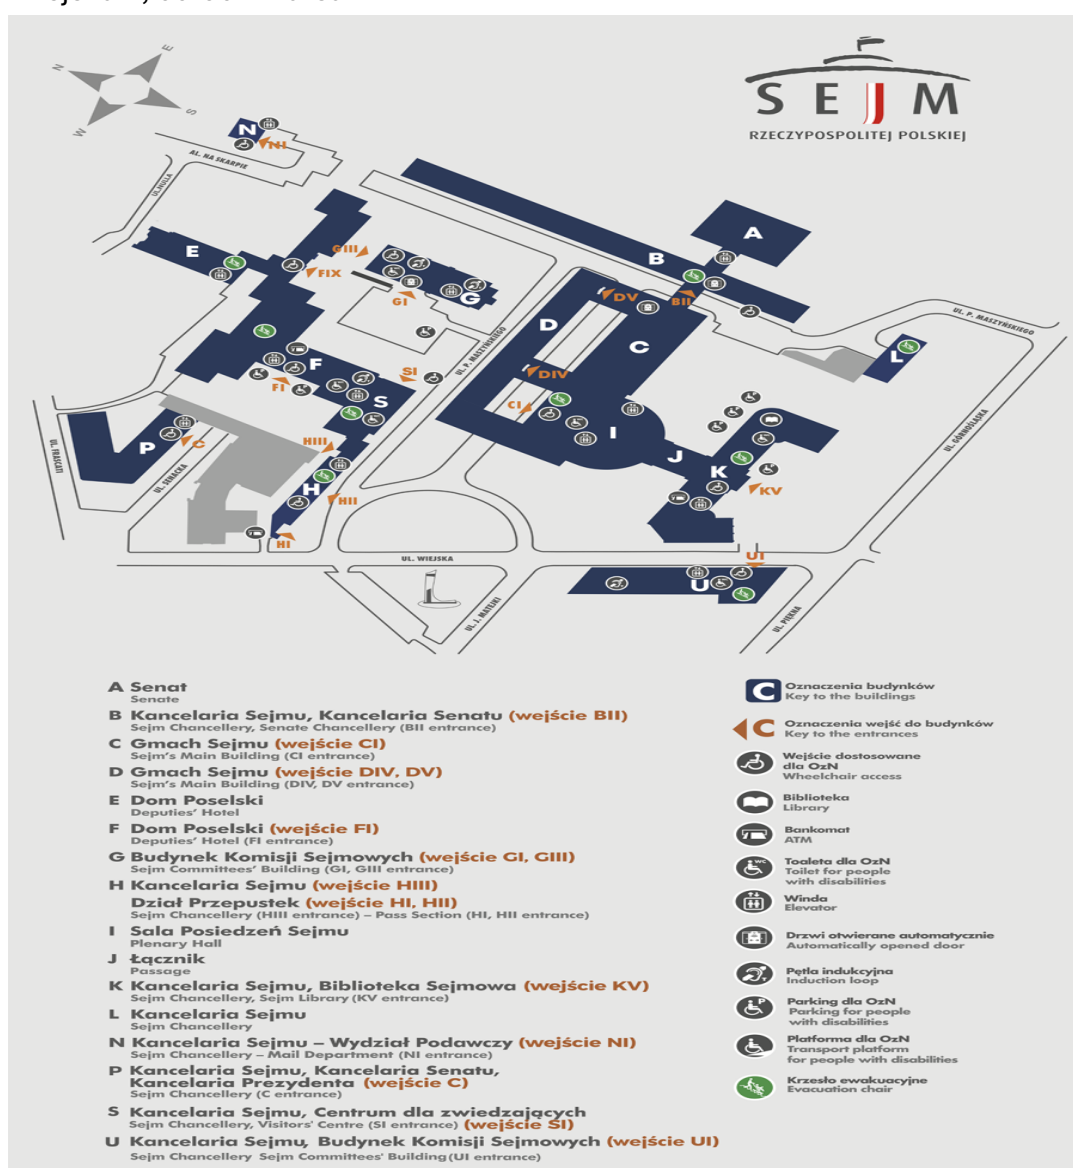 SEJM
RZECZYPOSPOLITEJ POLSKIEJ
N
E
S
W
N
NI
AL. NA SKARPIE
UL.HULLA
A
B
E
GIII
FIX
GI
G
DV
BII
D
C
UL. P. MASZYŃSKIEGO
UL. P. MASZYŃSKIEGO
L
F
SI
FI
S
DIV
CI
I
J
K
KV
UL. GÓRNOŚLĄSKA
P
C
UL. FRASCATI
UL. SENACKA
HIII
H
HII
HI
UL. WIEJSKA
UI
U
UL. J. MATEJKI
UL. PIĘKNA
A Senat
Senate
B Kancelaria Sejmu, Kancelaria Senatu (wejście BII)
Sejm Chancellery, Senate Chancellery (BII entrance)
C Gmach Sejmu (wejście CI)
Sejm's Main Building (CI entrance)
D Gmach Sejmu (wejście DIV, DV)
Sejm's Main Building (DIV, DV entrance)
E Dom Poselski
Deputies' Hotel
F Dom Poselski (wejście FI)
Deputies' Hotel (FI entrance)
G Budynek Komisji Sejmowych (wejście GI, GIII)
Sejm Committees' Building (GI, GIII entrance)
H Kancelaria Sejmu (wejście HIII)
Dział Przepustek (wejście HI, HII)
Sejm Chancellery (HIII entrance) – Pass Section (HI, HII entrance)
I Sala Posiedzeń Sejmu
Plenary Hall
J Łącznik
Passage
K Kancelaria Sejmu, Biblioteka Sejmowa (wejście KV)
Sejm Chancellery, Sejm Library (KV entrance)
L Kancelaria Sejmu
Sejm Chancellery
N Kancelaria Sejmu – Wydział Podawczy (wejście NI)
Sejm Chancellery – Mail Department (NI entrance)
P Kancelaria Sejmu, Kancelaria Senatu,
Kancelaria Prezydenta (wejście C)
Sejm Chancellery (C entrance)
S Kancelaria Sejmu, Centrum dla zwiedzających
Sejm Chancellery, Visitors' Centre (SI entrance) (wejście SI)
U Kancelaria Sejmu, Budynek Komisji Sejmowych (wejście UI)
Sejm Chancellery Sejm Committees' Building (UI entrance)
C Oznaczenia budynków
Key to the buildings
C Oznaczenia wejść do budynków
Key to the entrances
Wejście dostosowane
dla OzN
Wheelchair access
Biblioteka
Library
Bankomat
ATM
WC
Toaleta dla OzN
Toilet for people
with disabilities
Winda
Elevator
Drzwi otwierane automatycznie
Automatically opened door
Pętla indukcyjna
Induction loop
P
Parking dla OzN
Parking for people
with disabilities
Platforma dla OzN
Transport platform
for people with disabilities
Krzesło ewakuacyjne
Evacuation chair